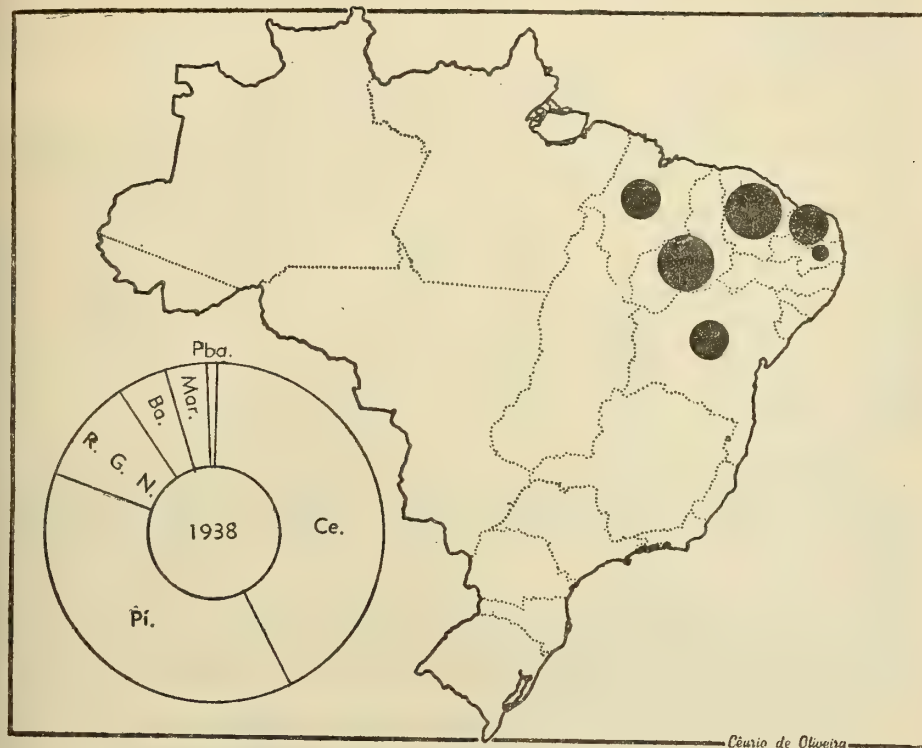 Pba.
Mar.
Ba.
R. G. N.
1938
Ce.
Pí.
Cêurio de Oliveira